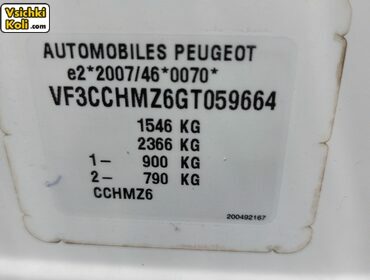 Vsichki
Koli .com
AUTOMOBILES PEUGEOT
e2*2007/46*0070*
VF3CCHMZ6GT059664
1546 KG
2366 KG
1- 900 KG
2- 790 KG
CCHMZ6
200492167